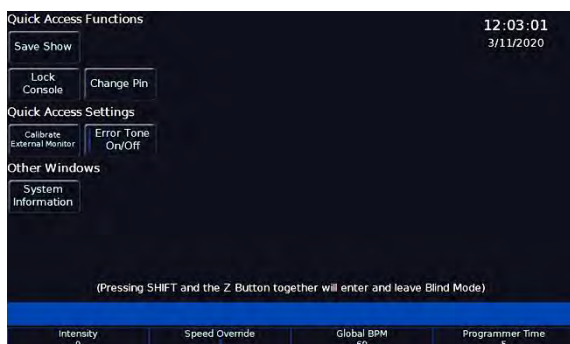 Quick Access Functions
12:03:01
Save Show
3/11/2020
Lock
Console
Change Pin
Quick Access Settings
Calibrate
External Monitor
Error Tone
On/Off
Other Windows
System
Information
(Pressing SHIFT and the Z Button together will enter and leave Blind Mode)
Intensity
Speed Override
Global BPM
Programmer Time